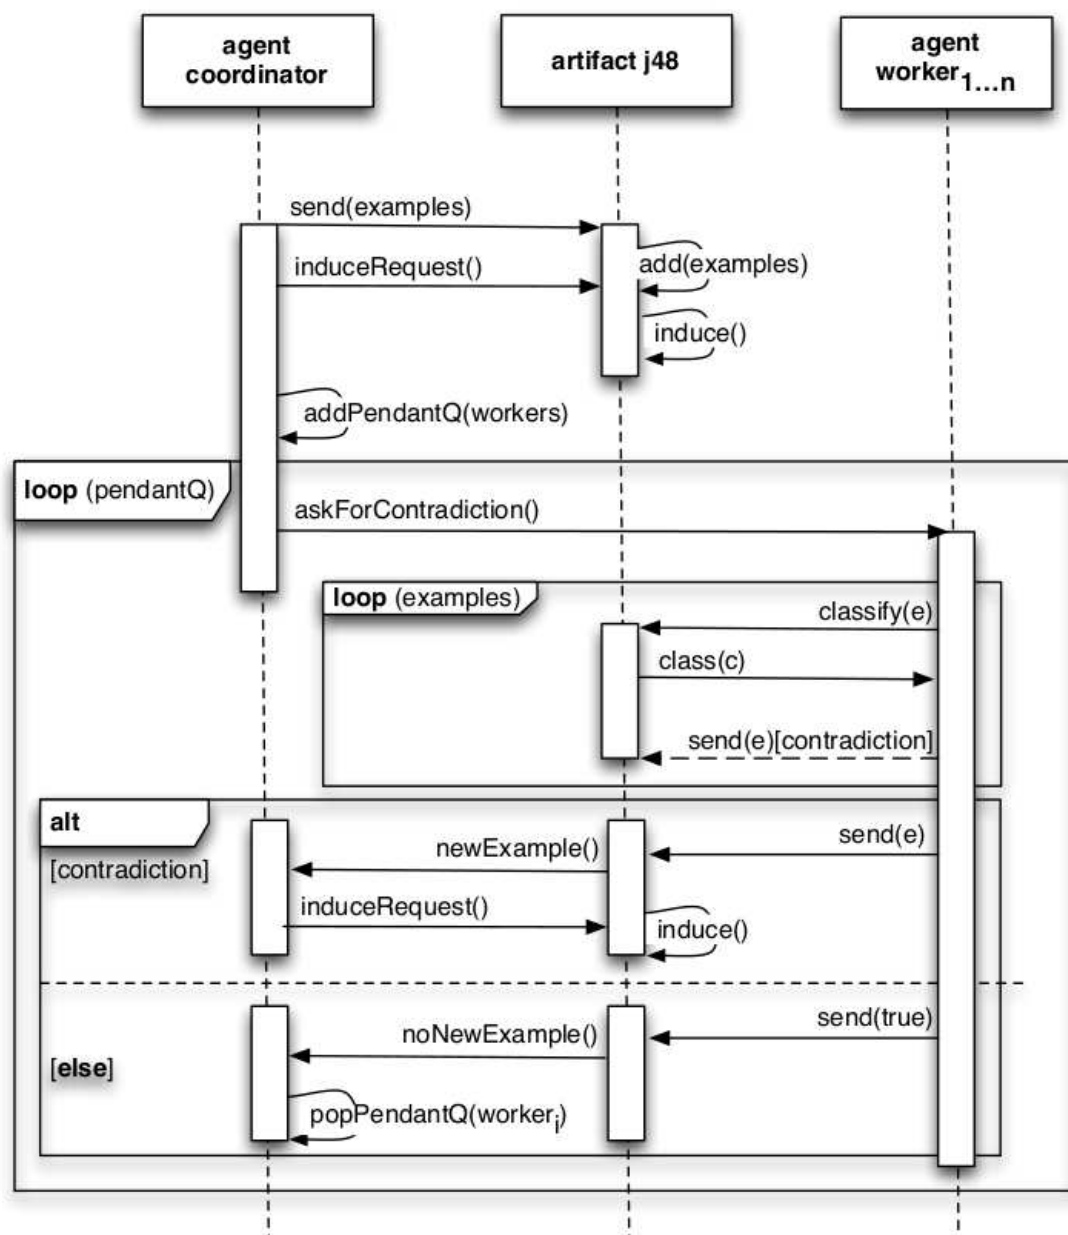 agent
coordinator
artifact j48
agent
worker1...n
send(examples)
add(examples)
induceRequest()
induce()
addPendantQ(workers)
loop (pendantQ)
askForContradiction()
loop (examples)
classify(e)
class(c)
send(e)[contradiction]
alt
send(e)
newExample()
[contradiction]
induceRequest()
induce()
send(true)
noNewExample()
[else]
popPendantQ(workeri)